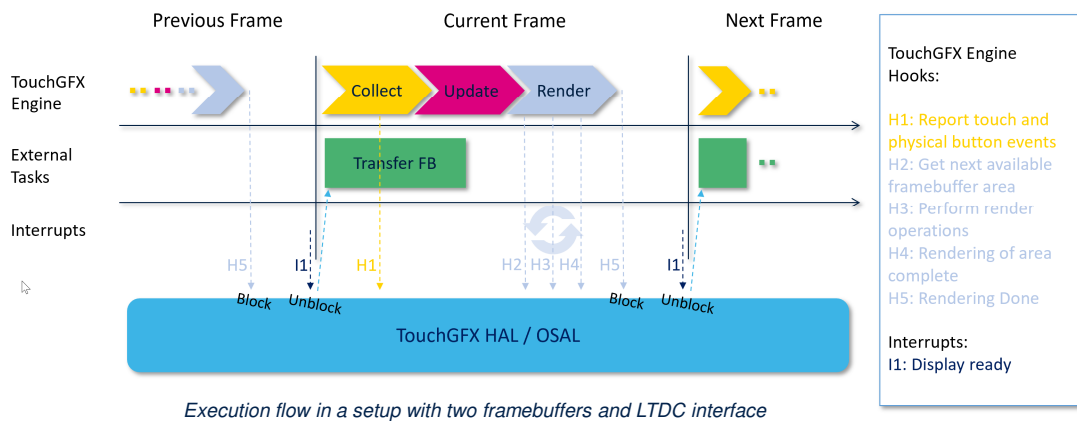 Previous Frame
Current Frame
Next Frame
TouchGFX
Engine
Collect
Update
Render
External
Tasks
Transfer FB
Interrupts
H5
I1
H1
H2
H3
H4
H5
I1
Block
Unblock
Block
Unblock
TouchGFX HAL / OSAL
Execution flow in a setup with two framebuffers and LTDC interface
TouchGFX Engine
Hooks:
H1: Report touch and
physical button events
H2: Get next available
framebuffer area
H3: Perform render
operations
H4: Rendering of area
complete
H5: Rendering Done
Interrupts:
I1: Display ready